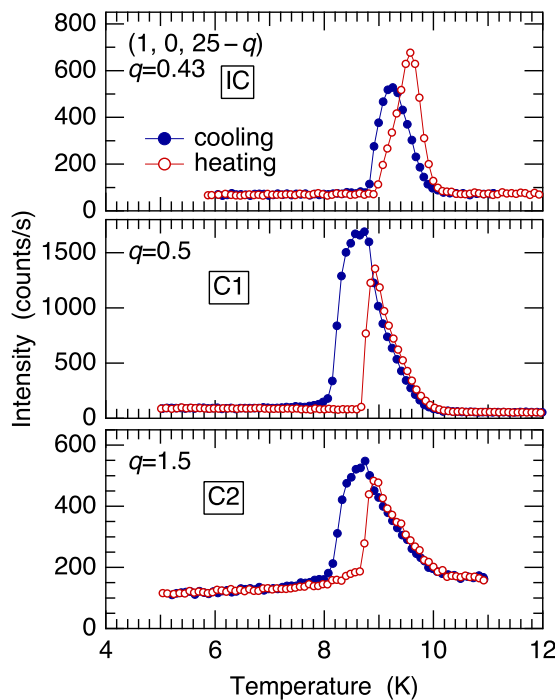 (1, 0, 25−q)
q=0.43
IC
cooling
heating
800
600
400
200
0
q=0.5
C1
1500
1000
500
0
Intensity (counts/s)
q=1.5
C2
600
400
200
0
4 6 8 10 12
Temperature (K)